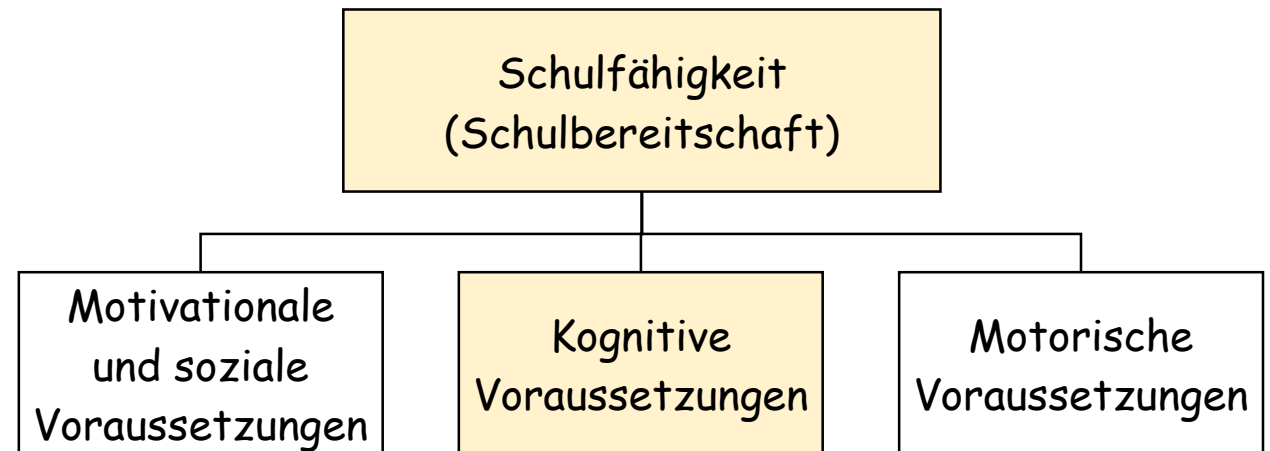 Schulfähigkeit
(Schulbereitschaft)
Motivationale
und soziale
Voraussetzungen
Kognitive
Voraussetzungen
Motorische
Voraussetzungen